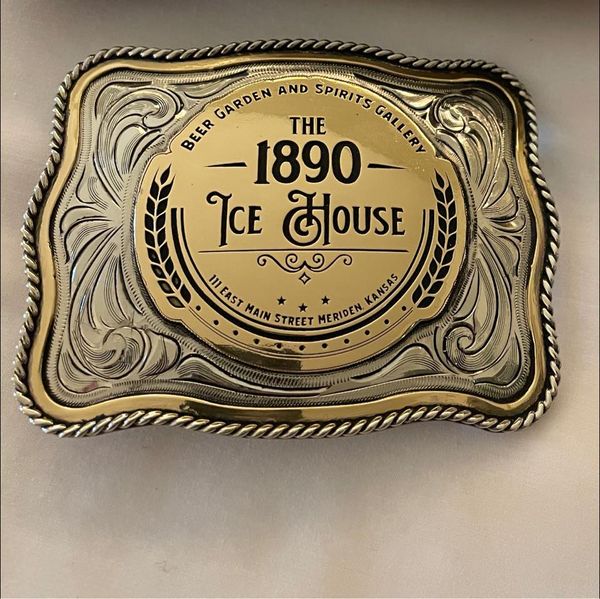 Beer Garden and Spirits Gallery
THE
1890
Ice House
111 East Main Street Meriden Kansas